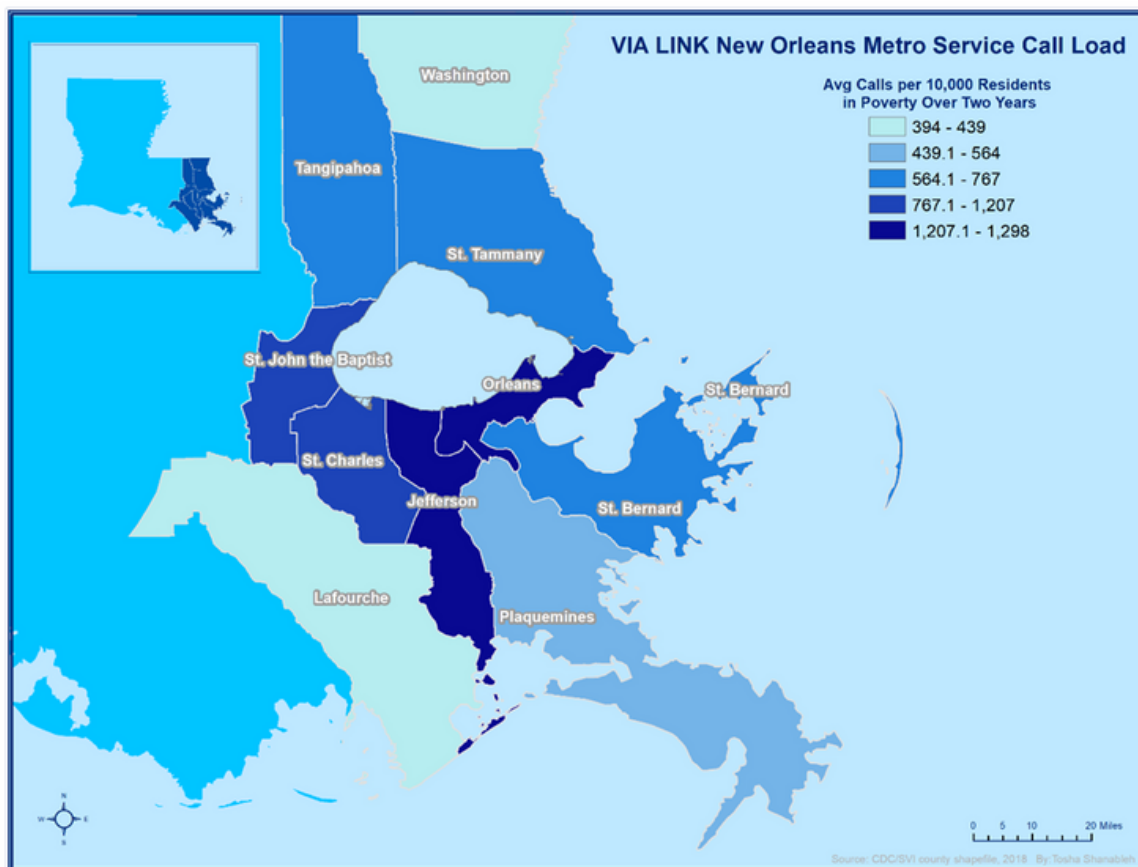 VIA LINK New Orleans Metro Service Call Load
Avg Calls per 10,000 Residents
in Poverty Over Two Years
394 - 439
439.1 - 564
564.1 - 767
767.1 - 1,207
1,207.1 - 1,298
Washington
Tangipahoa
St. Tammany
St. John the Baptist
Orleans
St. Bernard
St. Charles
Jefferson
St. Bernard
Lafourche
Plaquemines
N
W E
S
0 5 10 20 Miles
Source: CDC/SVI county shapefile, 2018 By:Tosha Shanableh